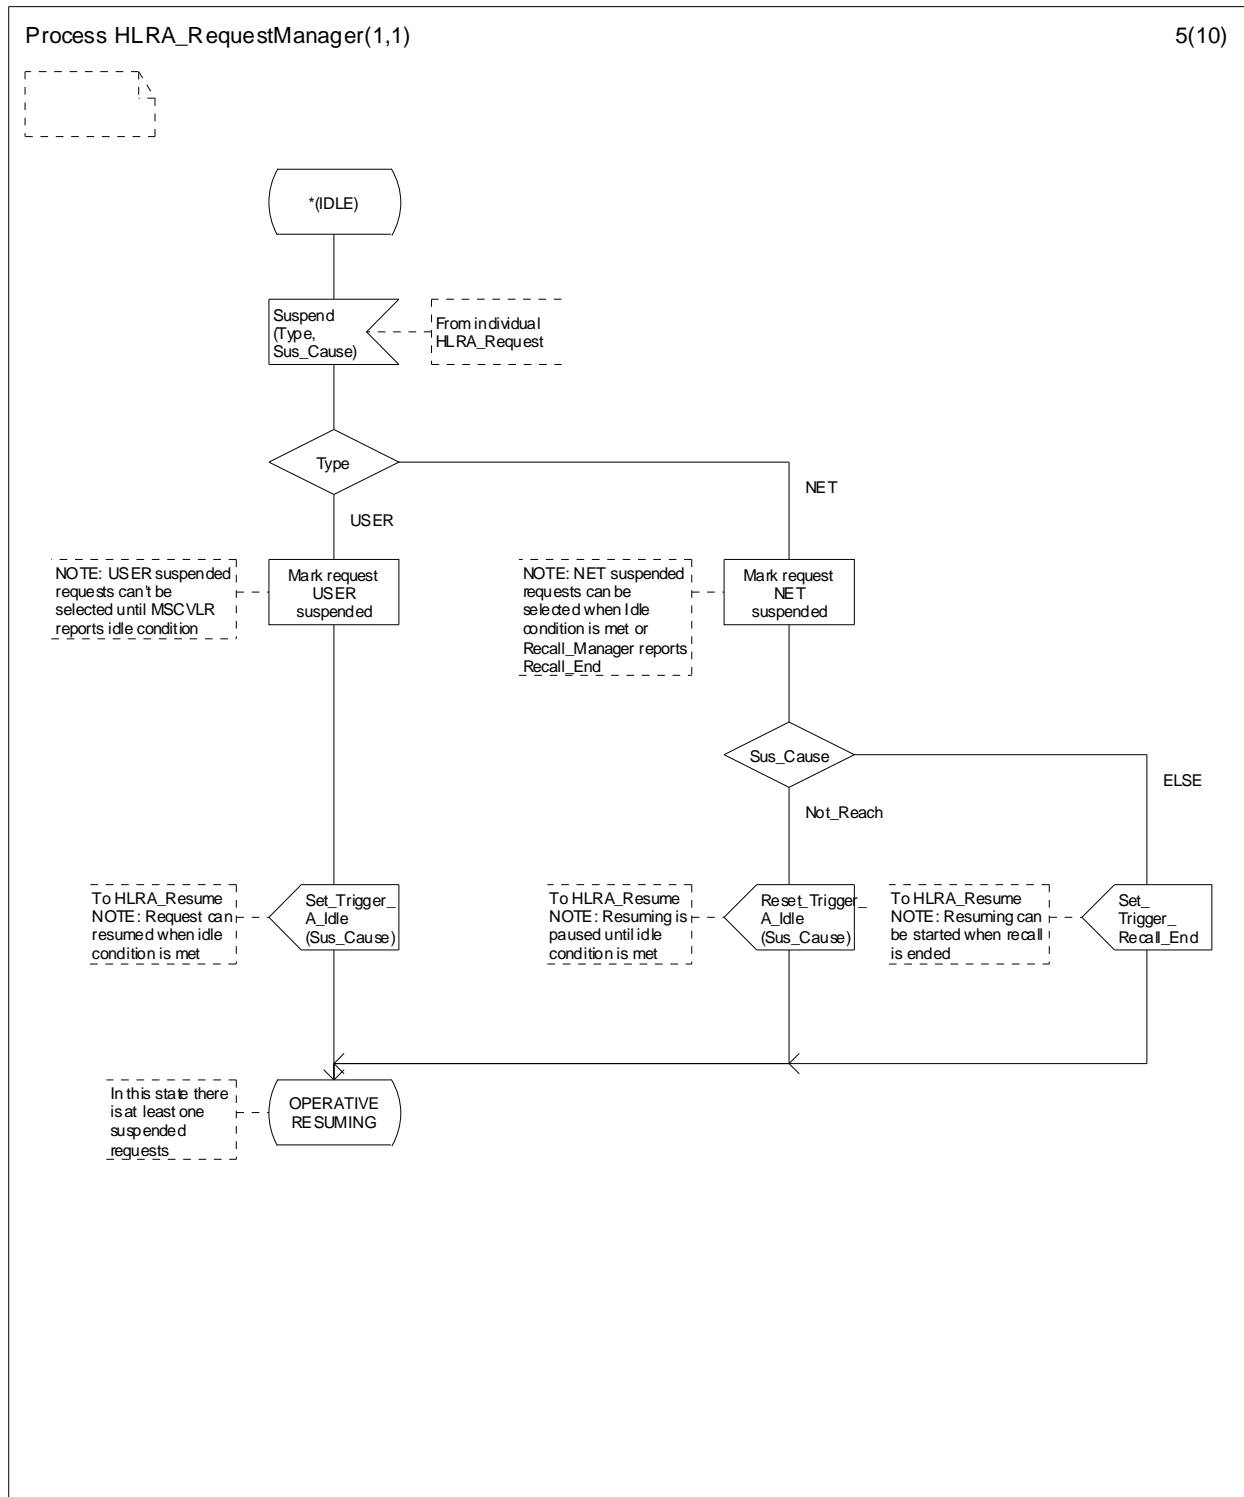 Process HLRA_RequestManager(1,1)
5(10)
*(IDLE)
Suspend
(Type,
Sus_Cause)
From individual
HLRA_Request
Type
NET
USER
NOTE: USER suspended
requests can't be
selected until MSCVLR
reports idle condition
Mark request
USER
suspended
NOTE: NET suspended
requests can be
selected when Idle
condition is met or
Recall_Manager reports
Recall_End
Mark request
NET
suspended
Sus_Cause
ELSE
Not_Reach
To HLRA_Resume
NOTE: Request can
resumed when idle
condition is met
Set_Trigger_
A_Idle
(Sus_Cause)
To HLRA_Resume
NOTE: Resuming is
paused until idle
condition is met
Reset_Trigger_
A_Idle
(Sus_Cause)
To HLRA_Resume
NOTE: Resuming can
be started when recall
is ended
Set_
Trigger_
Recall_End
In this state there
is at least one
suspended
requests
OPERATIVE
RESUMING